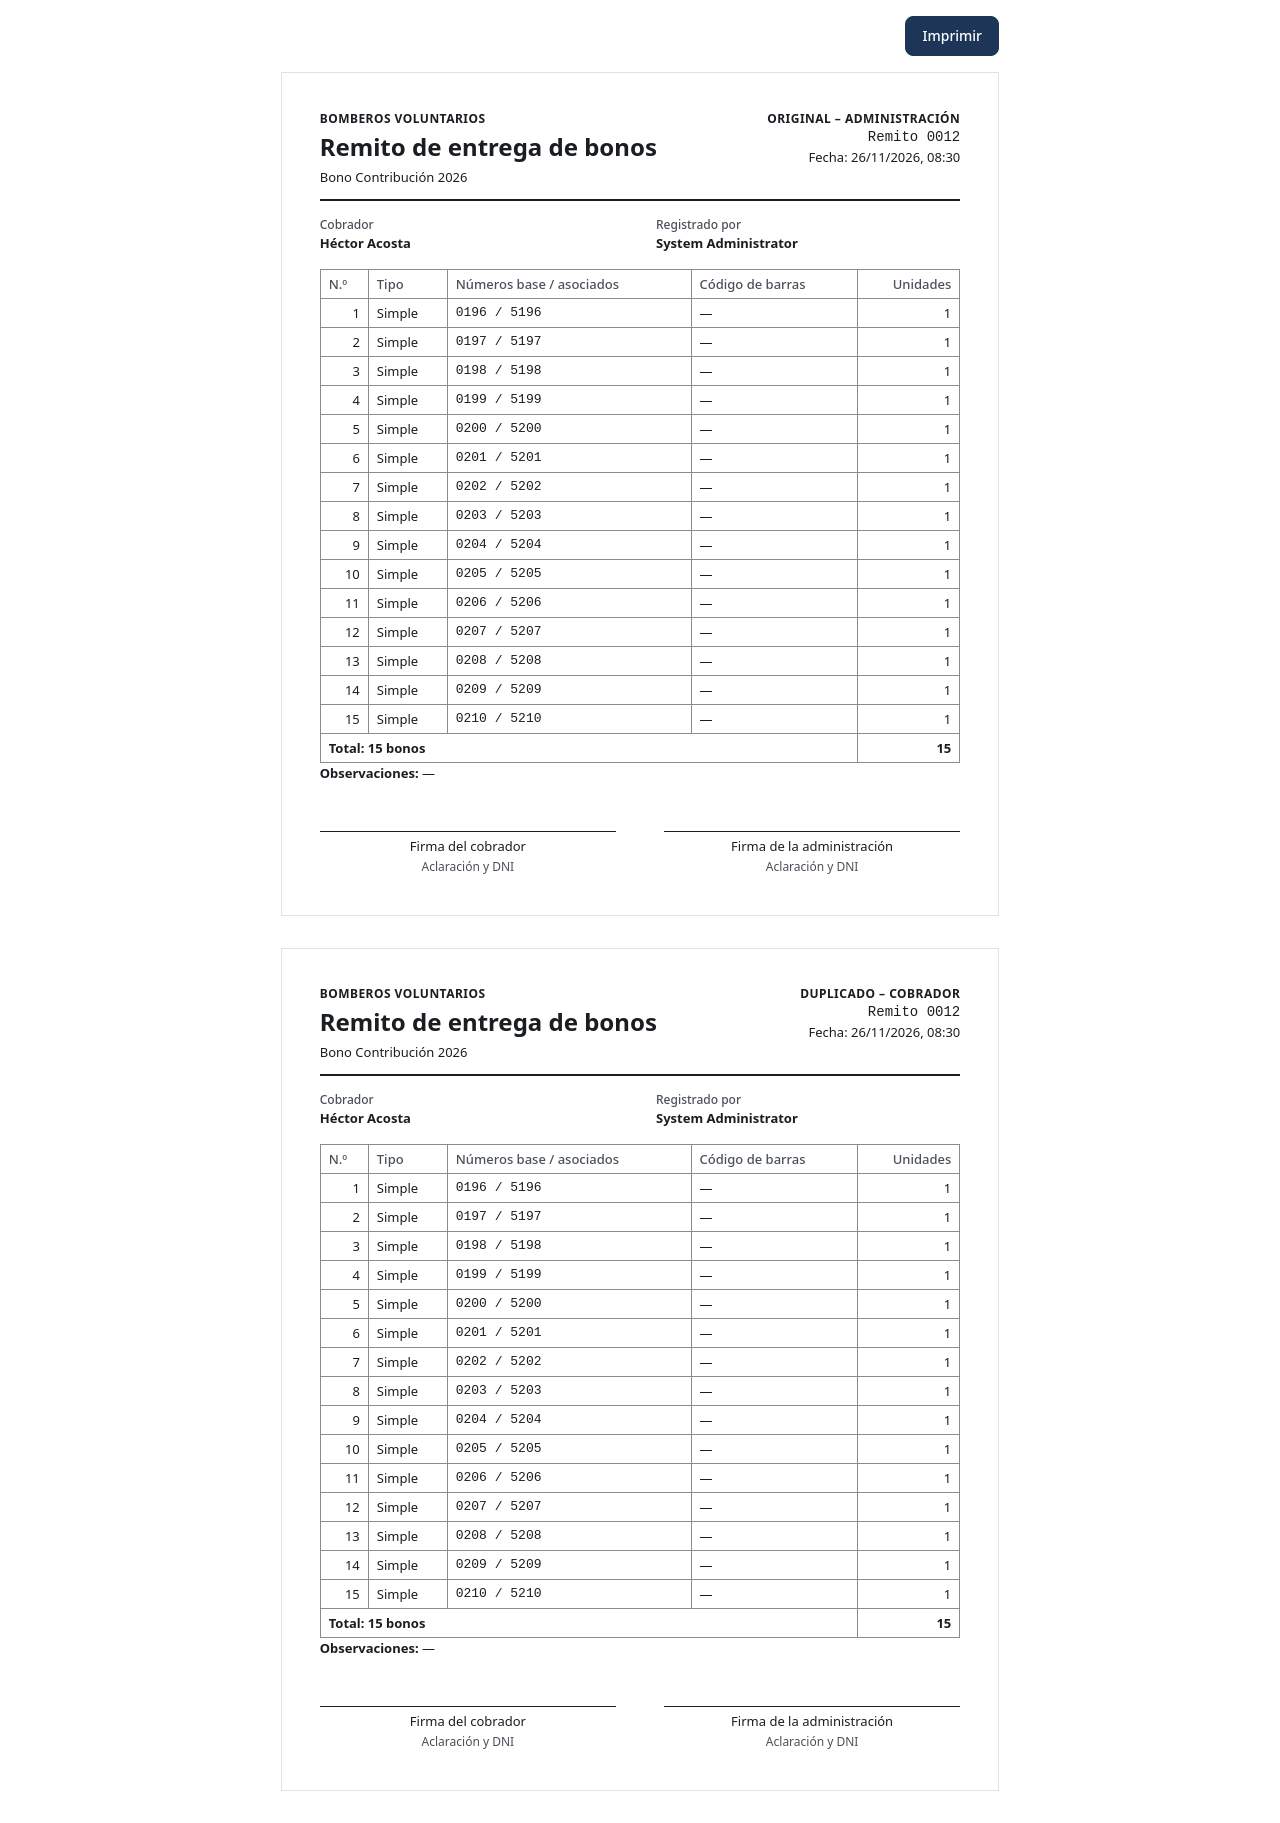 Imprimir
BOMBEROS VOLUNTARIOS
Remito de entrega de bonos
Bono Contribución 2026
ORIGINAL – ADMINISTRACIÓN
Remito 0012
Fecha: 26/11/2026, 08:30
Cobrador
Héctor Acosta
Registrado por
System Administrator
N.º Tipo Números base / asociados Código de barras Unidades
1 Simple 0196 / 5196 — 1
2 Simple 0197 / 5197 — 1
3 Simple 0198 / 5198 — 1
4 Simple 0199 / 5199 — 1
5 Simple 0200 / 5200 — 1
6 Simple 0201 / 5201 — 1
7 Simple 0202 / 5202 — 1
8 Simple 0203 / 5203 — 1
9 Simple 0204 / 5204 — 1
10 Simple 0205 / 5205 — 1
11 Simple 0206 / 5206 — 1
12 Simple 0207 / 5207 — 1
13 Simple 0208 / 5208 — 1
14 Simple 0209 / 5209 — 1
15 Simple 0210 / 5210 — 1
Total: 15 bonos 15
Observaciones: —
Firma del cobrador
Aclaración y DNI
Firma de la administración
Aclaración y DNI
BOMBEROS VOLUNTARIOS
Remito de entrega de bonos
Bono Contribución 2026
DUPLICADO – COBRADOR
Remito 0012
Fecha: 26/11/2026, 08:30
Cobrador
Héctor Acosta
Registrado por
System Administrator
N.º Tipo Números base / asociados Código de barras Unidades
1 Simple 0196 / 5196 — 1
2 Simple 0197 / 5197 — 1
3 Simple 0198 / 5198 — 1
4 Simple 0199 / 5199 — 1
5 Simple 0200 / 5200 — 1
6 Simple 0201 / 5201 — 1
7 Simple 0202 / 5202 — 1
8 Simple 0203 / 5203 — 1
9 Simple 0204 / 5204 — 1
10 Simple 0205 / 5205 — 1
11 Simple 0206 / 5206 — 1
12 Simple 0207 / 5207 — 1
13 Simple 0208 / 5208 — 1
14 Simple 0209 / 5209 — 1
15 Simple 0210 / 5210 — 1
Total: 15 bonos 15
Observaciones: —
Firma del cobrador
Aclaración y DNI
Firma de la administración
Aclaración y DNI